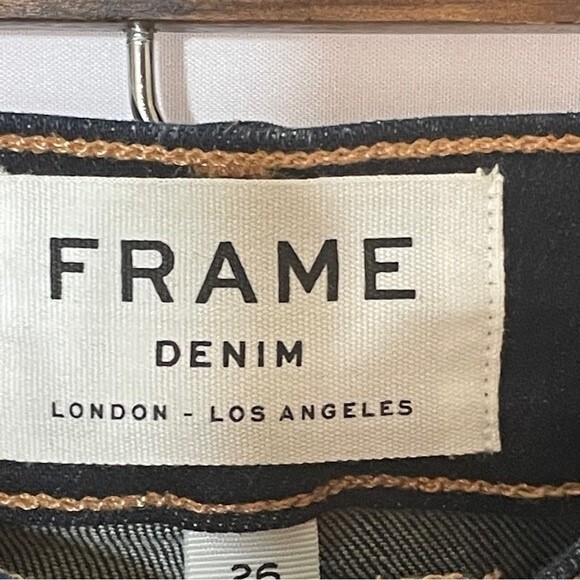 FRAME
DENIM
LONDON - LOS ANGELES
26